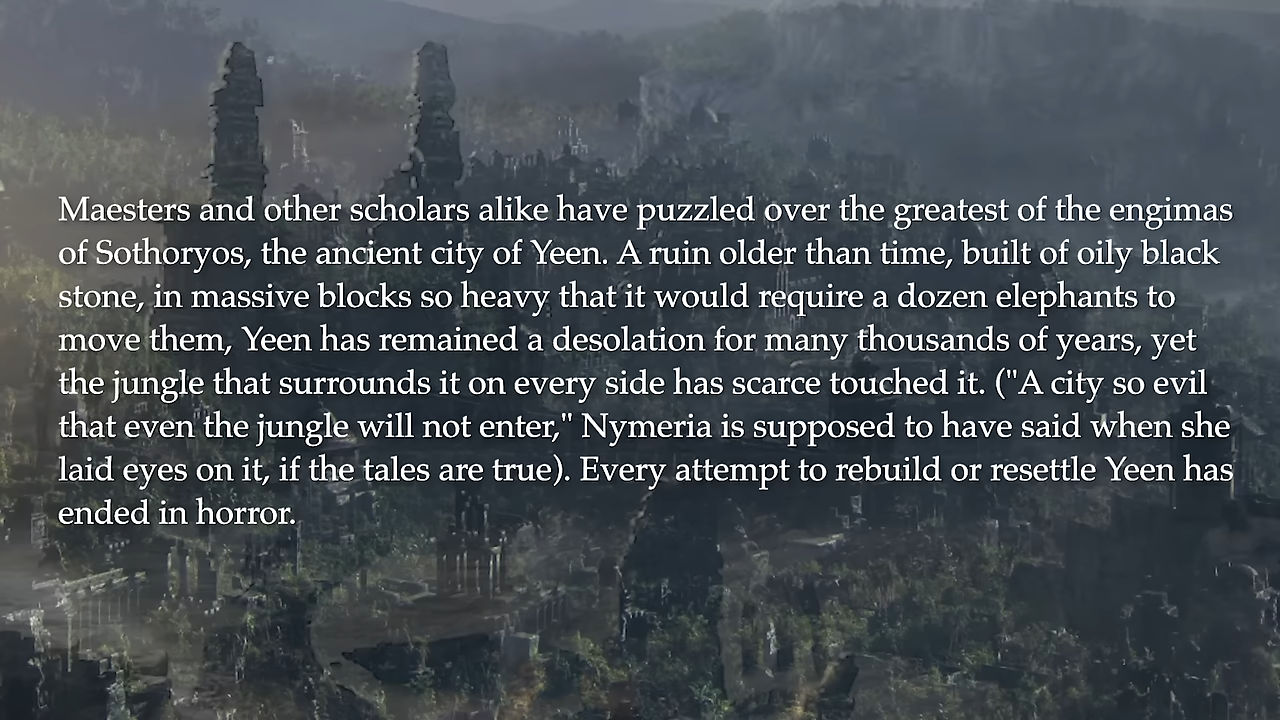 Maesters and other scholars alike have puzzled over the greatest of the engimas
of Sothoryos, the ancient city of Yeen. A ruin older than time, built of oily black
stone, in massive blocks so heavy that it would require a dozen elephants to
move them, Yeen has remained a desolation for many thousands of years, yet
the jungle that surrounds it on every side has scarce touched it. ("A city so evil
that even the jungle will not enter," Nymeria is supposed to have said when she
laid eyes on it, if the tales are true). Every attempt to rebuild or resettle Yeen has
ended in horror.